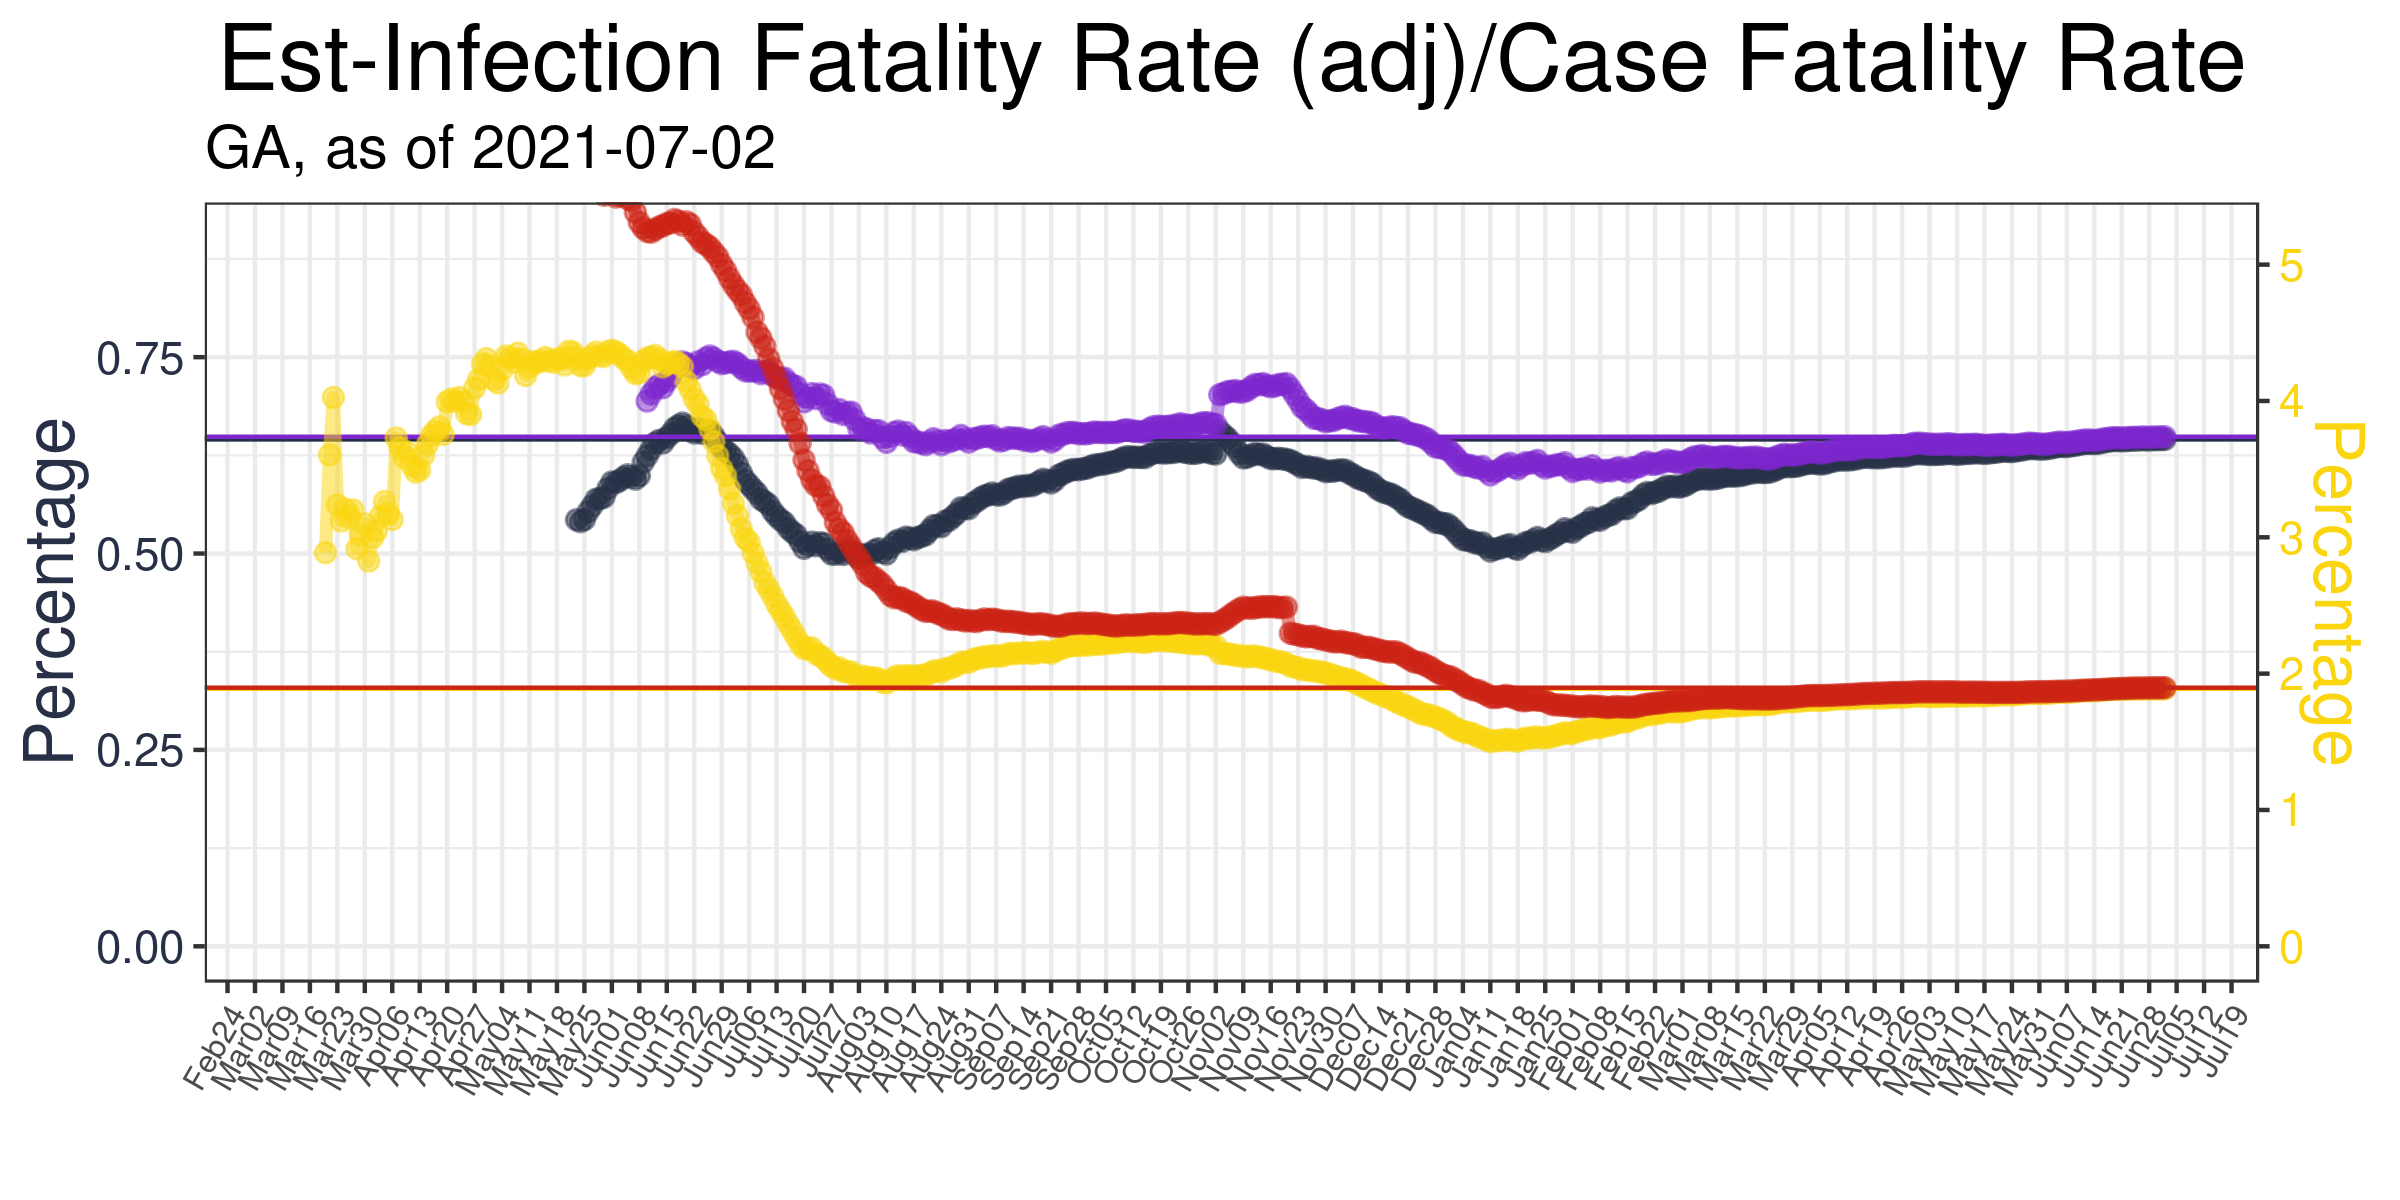 Est-Infection Fatality Rate (adj)/Case Fatality Rate
GA, as of 2021-07-02
Percentage
0.75
0.50
0.25
0.00
5
4
3
2
1
0
Percentage
Feb24
Mar02
Mar09
Mar16
Mar23
Mar30
Apr06
Apr13
Apr20
Apr27
May04
May11
May18
May25
Jun01
Jun08
Jun15
Jun22
Jun29
Jul06
Jul13
Jul20
Jul27
Aug03
Aug10
Aug17
Aug24
Aug31
Sep07
Sep14
Sep21
Sep28
Oct05
Oct12
Oct19
Oct26
Nov02
Nov09
Nov16
Nov23
Nov30
Dec07
Dec14
Dec21
Dec28
Jan04
Jan11
Jan18
Jan25
Feb01
Feb08
Feb15
Feb22
Mar01
Mar08
Mar15
Mar22
Mar29
Apr05
Apr12
Apr19
Apr26
May03
May10
May17
May24
May31
Jun07
Jun14
Jun21
Jun28
Jul05
Jul12
Jul19